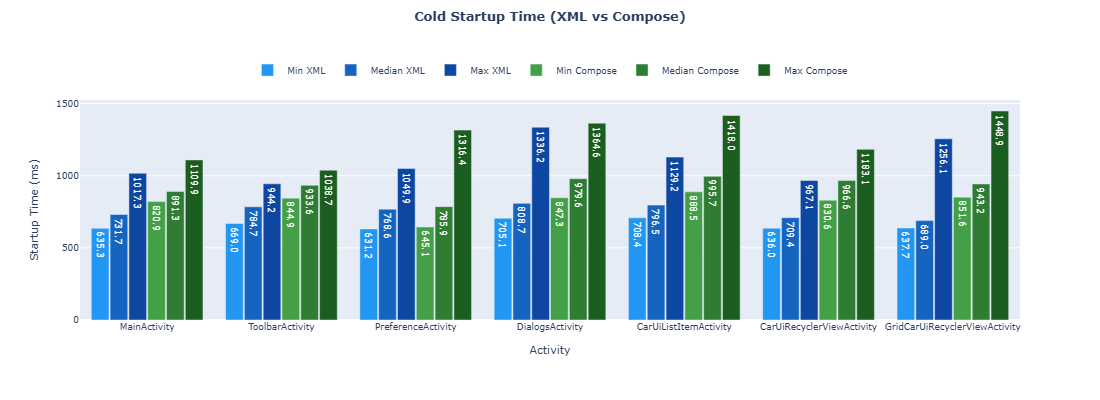 Cold Startup Time (XML vs Compose)
Min XML Median XML Max XML Min Compose Median Compose Max Compose
Startup Time (ms)
1500
1000
500
0
635.3 731.7 1017.3 820.9 891.3 1109.9
669.0 784.7 944.2 844.9 933.6 1038.7
631.2 768.6 1049.9 645.1 785.9 1316.4
705.1 808.7 1336.2 847.3 979.6 1364.6
708.4 796.5 1129.2 888.5 995.7 1418.0
636.0 709.4 967.1 830.6 966.6 1183.1
637.7 689.0 1256.1 851.6 943.2 1448.9
MainActivity ToolbarActivity PreferenceActivity DialogsActivity CarUiListItemActivity CarUiRecyclerViewActivity GridCarUiRecyclerViewActivity
Activity